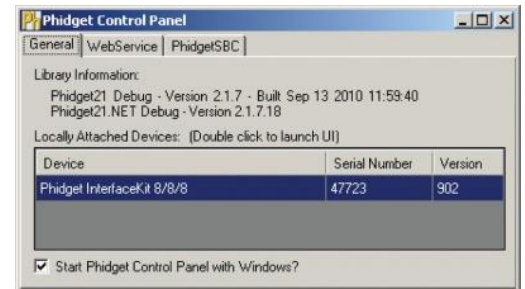 Phidget Control Panel
General WebService PhidgetSBC
Library Information:
Phidget21 Debug - Version 2.1.7 - Built Sep 13 2010 11:59:40
Phidget21.NET Debug - Version 2.1.7.18
Locally Attached Devices: (Double click to launch UI)
Device Serial Number Version
Phidget InterfaceKit 8/8/8 47723 902
Start Phidget Control Panel with Windows?